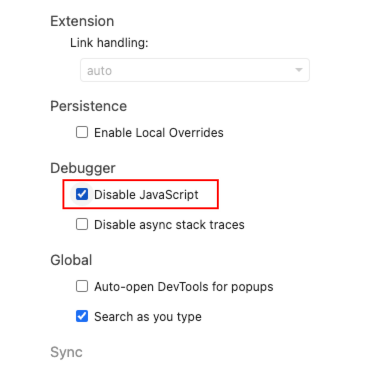 Extension
Link handling:
auto
Persistence
Enable Local Overrides
Debugger
Disable JavaScript
Disable async stack traces
Global
Auto-open DevTools for popups
Search as you type
Sync